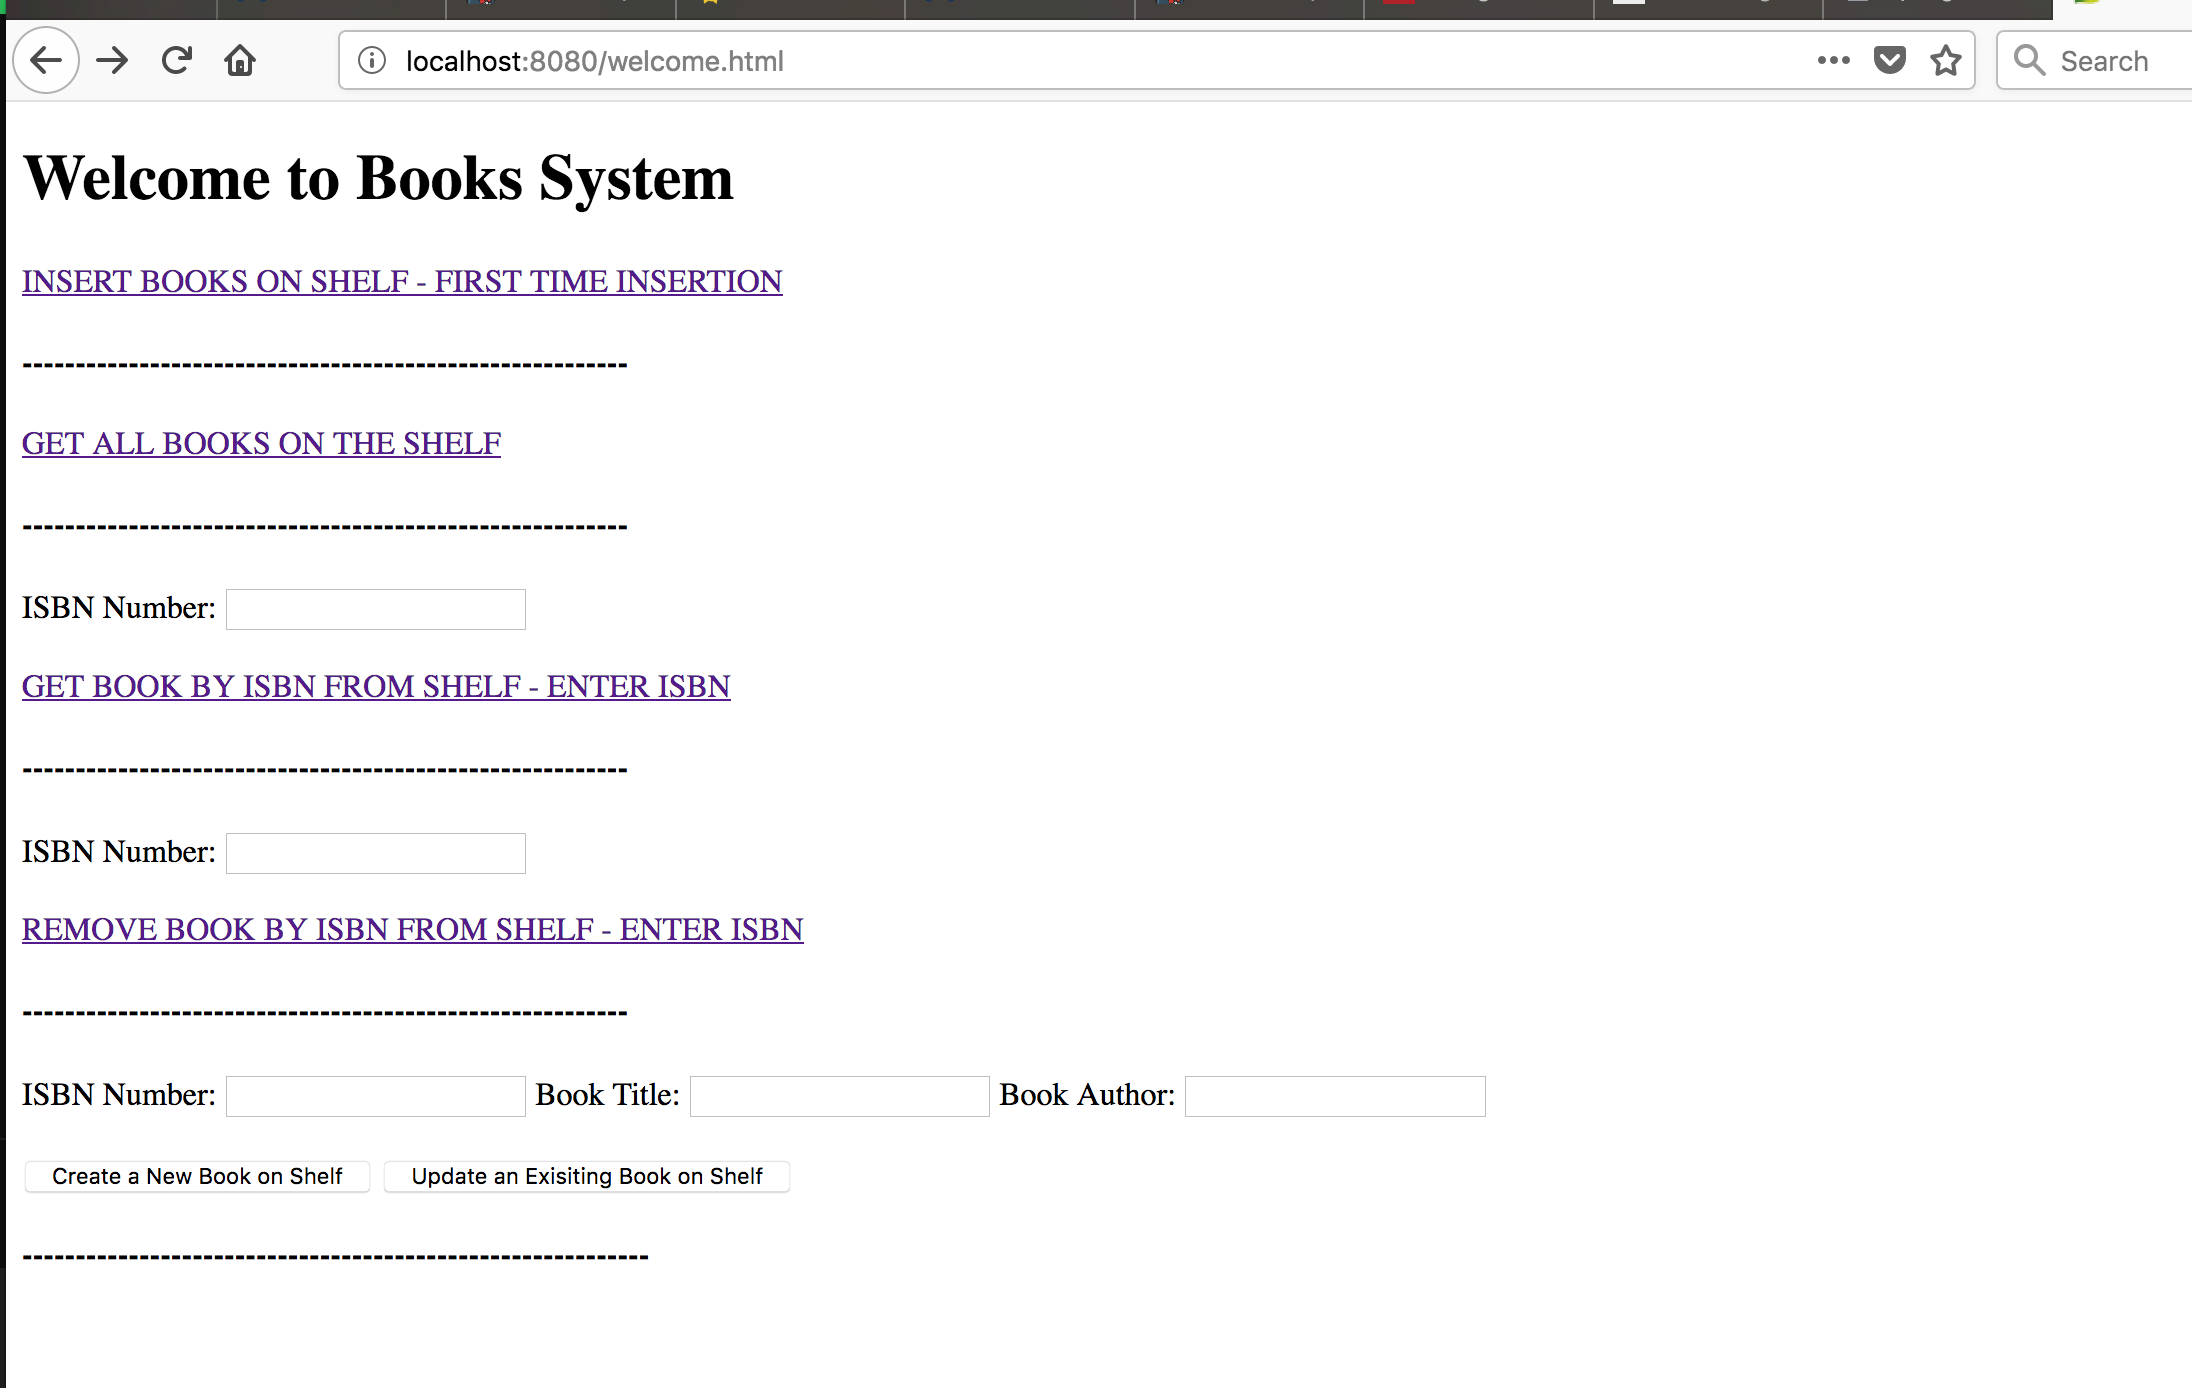 localhost:8080/welcome.html
Search
Welcome to Books System
INSERT BOOKS ON SHELF - FIRST TIME INSERTION
---------------------------------------------------------
GET ALL BOOKS ON THE SHELF
---------------------------------------------------------
ISBN Number:
GET BOOK BY ISBN FROM SHELF - ENTER ISBN
---------------------------------------------------------
ISBN Number:
REMOVE BOOK BY ISBN FROM SHELF - ENTER ISBN
---------------------------------------------------------
ISBN Number: Book Title: Book Author:
Create a New Book on Shelf Update an Exisiting Book on Shelf
-----------------------------------------------------------